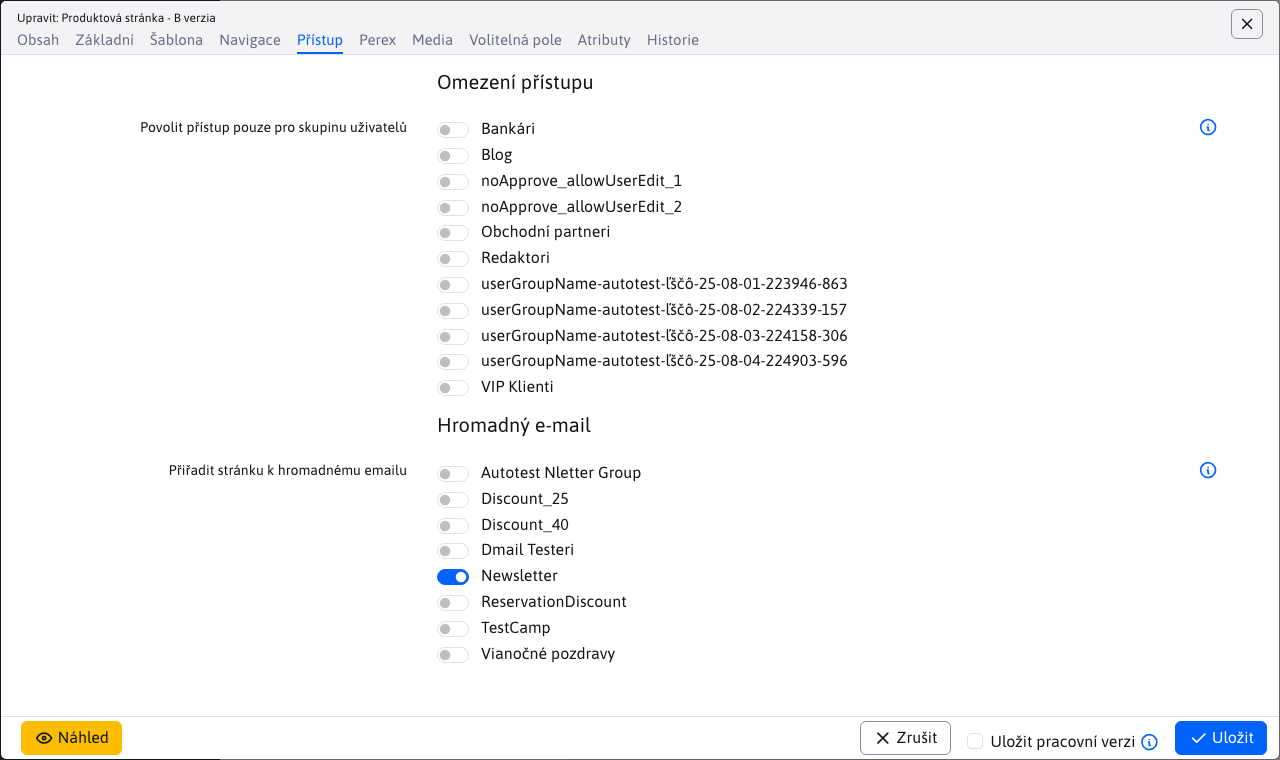 Upravit: Produktová stránka - B verzia
Obsah Základní Šablona Navigace Přístup Perex Media Volitelná pole Atributy Historie
Omezení přístupu
Povolit přístup pouze pro skupinu uživatelů
Bankári
Blog
noApprove_allowUserEdit_1
noApprove_allowUserEdit_2
Obchodní partneri
Redaktori
userGroupName-autotest-ľščô-25-08-01-223946-863
userGroupName-autotest-ľščô-25-08-02-224339-157
userGroupName-autotest-ľščô-25-08-03-224158-306
userGroupName-autotest-ľščô-25-08-04-224903-596
VIP Klienti
Hromadný e-mail
Přiřadit stránku k hromadnému emailu
Autotest Nletter Group
Discount_25
Discount_40
Dmail Testeri
Newsletter
ReservationDiscount
TestCamp
Vianočné pozdravy
Náhled Zrušit Uložit pracovní verzi Uložit